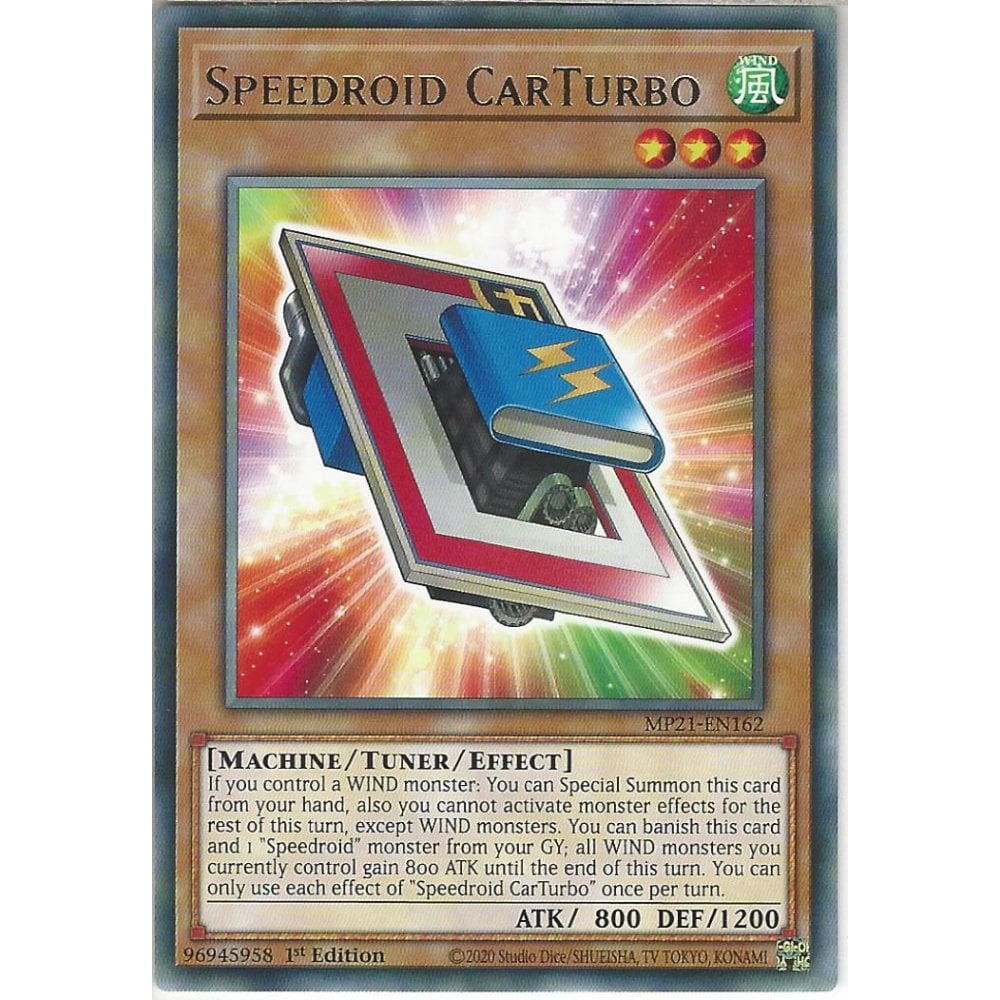 SPEEDROID CARTURBO
WIND
風
[MACHINE/TUNER/EFFECT]
If you control a WIND monster: You can Special Summon this card
from your hand, also you cannot activate monster effects for the
rest of this turn, except WIND monsters. You can banish this card
and 1 "Speedroid" monster from your GY; all WIND monsters you
currently control gain 800 ATK until the end of this turn. You can
only use each effect of "Speedroid CarTurbo" once per turn.
MP21-EN162
ATK/ 800 DEF/1200
96945958 1st Edition ©2020 Studio Dice/SHUEISHA, TV TOKYO, KONAMI